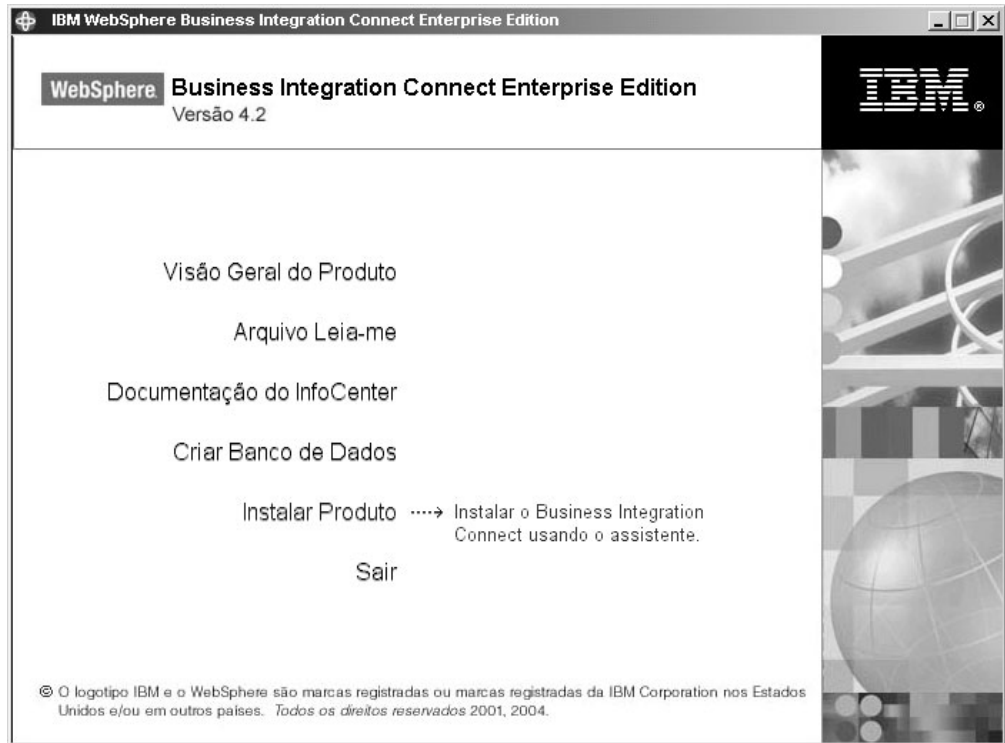 IBM WebSphere Business Integration Connect Enterprise Edition
WebSphere. Business Integration Connect Enterprise Edition
Versão 4.2
IBM®
Visão Geral do Produto
Arquivo Leia-me
Documentação do InfoCenter
Criar Banco de Dados
Instalar Produto ····> Instalar o Business Integration
Connect usando o assistente.
Sair
© O logotipo IBM e o WebSphere são marcas registradas ou marcas registradas da IBM Corporation nos Estados
Unidos e/ou em outros países. Todos os direitos reservados 2001, 2004.